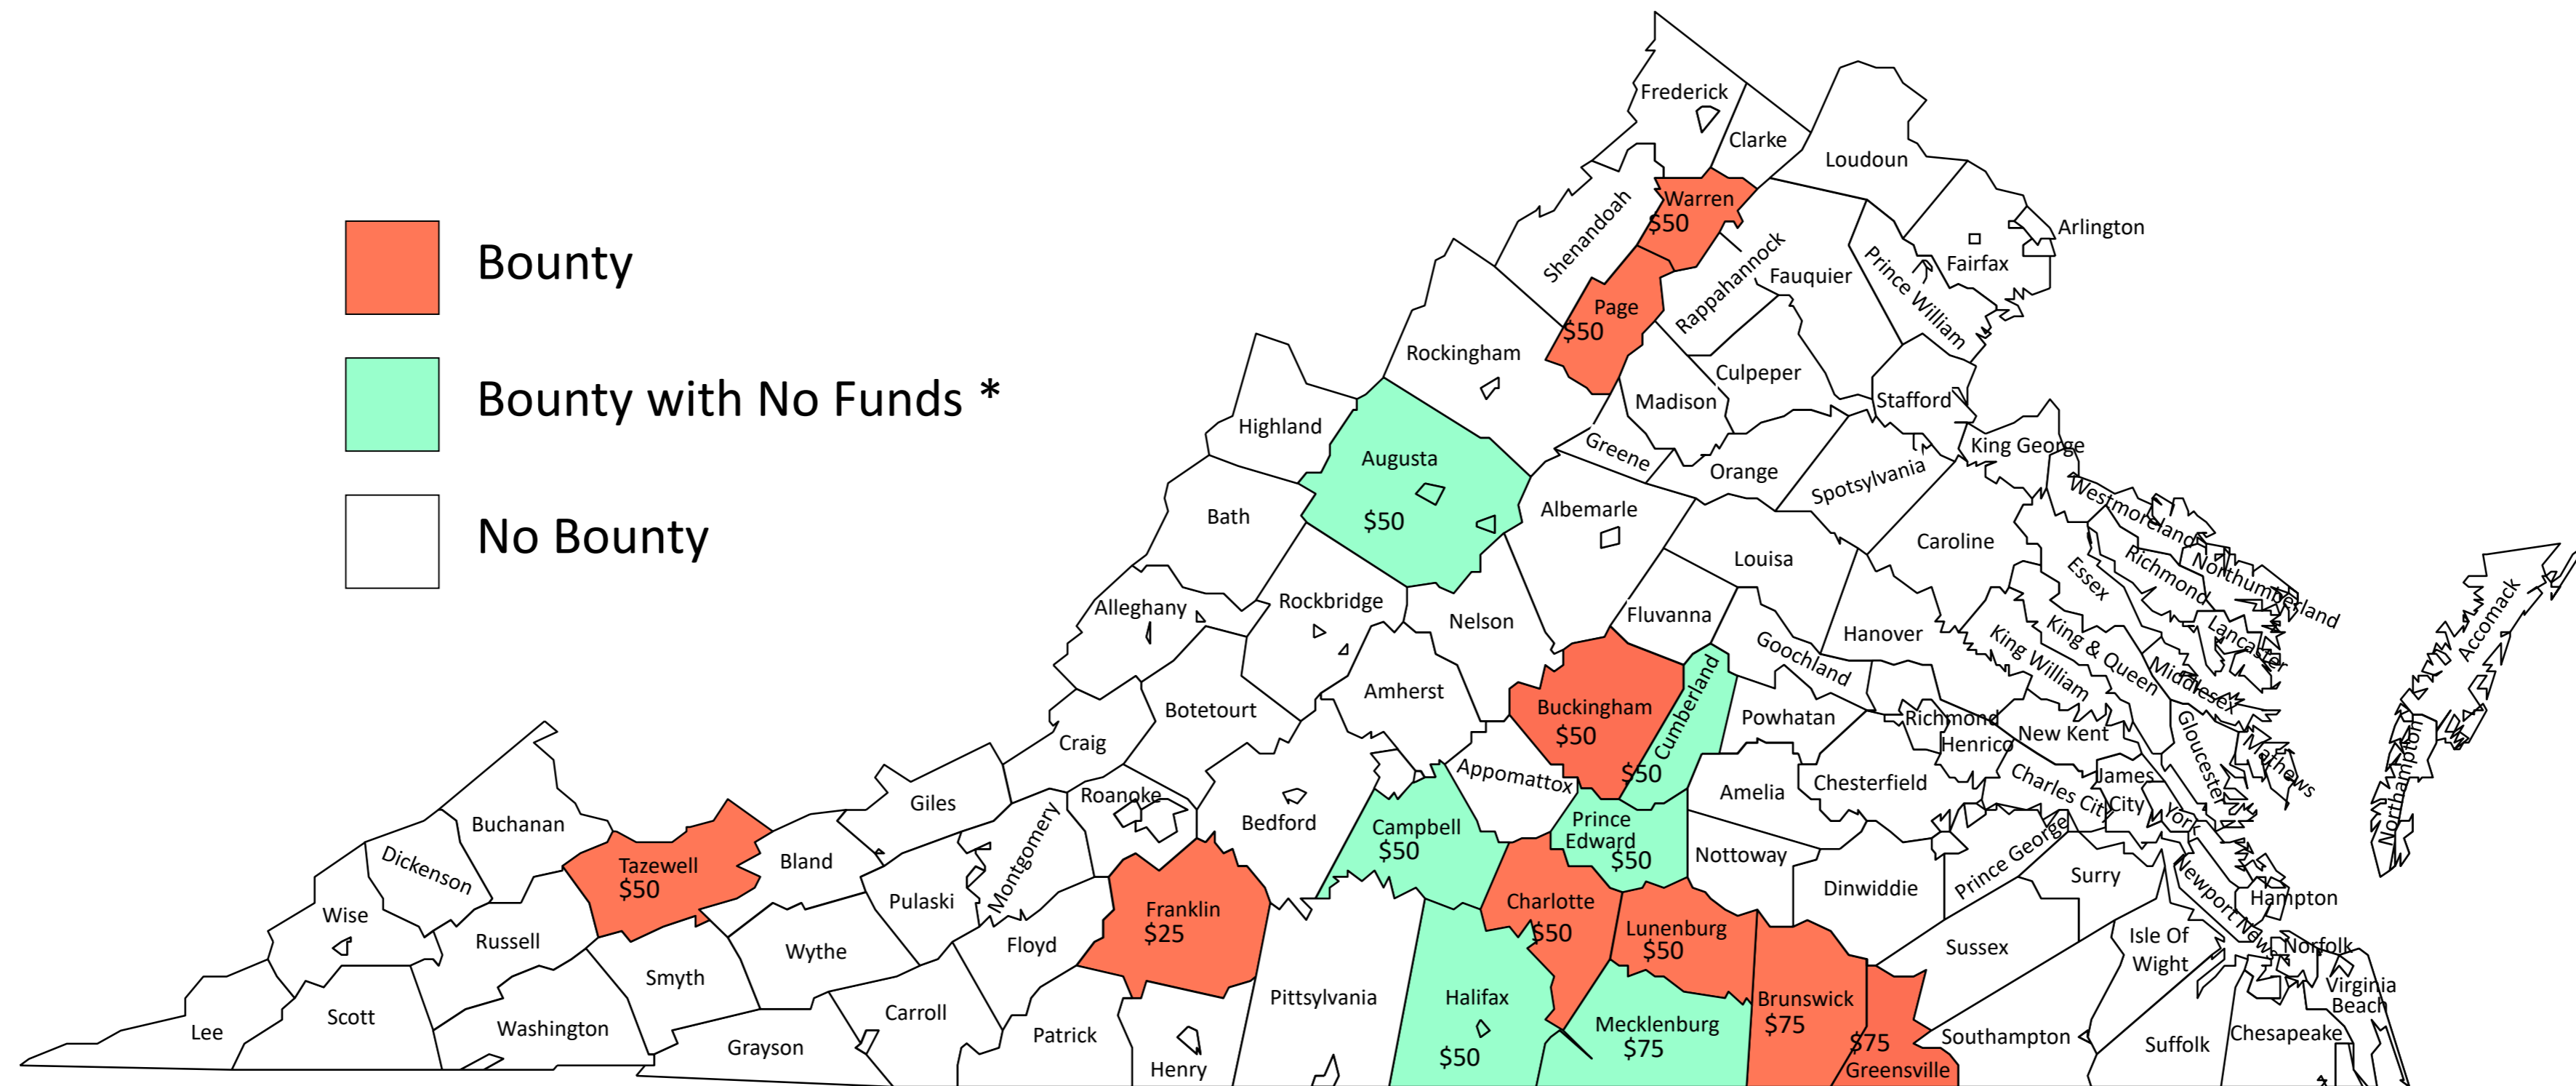 Frederick
Clarke
Loudoun
Warren
$50
Shenandoah
Arlington
Bounty
Rappahannock
Fauquier
Prince William
Fairfax
Page
$50
Rockingham
Culpeper
Bounty with No Funds *
Madison
Stafford
Highland
Greene
King George
Augusta
Orange
Spotsylvania
$50
Bath
Albemarle
Westmoreland
No Bounty
Louisa
Caroline
Essex
Richmond
Northumberland
Alleghany
Rockbridge
Nelson
Fluvanna
Goochland
Hanover
King William
King & Queen
Lancaster
Accomack
Amherst
Botetourt
Buckingham
$50
Cumberland
$50
Powhatan
Richmond
Henrico
New Kent
Middlesex
Gloucester
Mathews
Northampton
Craig
Appomattox
Amelia
Chesterfield
Charles City
James
City
York
Giles
Roanoke
Montgomery
Bedford
Campbell
$50
Prince
Edward
$50
Nottoway
Prince George
Buchanan
Dickenson
Tazewell
$50
Bland
Pulaski
Dinwiddie
Surry
Newport News
Hampton
Wise
Russell
Wythe
Floyd
Franklin
$25
Charlotte
$50
Lunenburg
$50
Sussex
Isle Of
Wight
Norfolk
Smyth
Pittsylvania
Halifax
$50
Brunswick
$75
Virginia
Beach
Lee
Scott
Washington
Grayson
Carroll
Patrick
Henry
Mecklenburg
$75
$75
Greensville
Southampton
Suffolk
Chesapeake